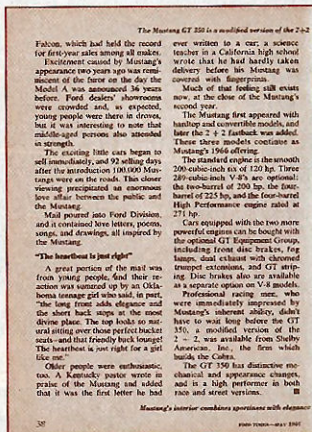 The Mustang GT 350 is a modified version of the 2+2
Falcon, which had held the record
for first-year sales among all makes.
Excitement caused by Mustang's
appearance two years ago was remi-
niscent of the furor on the day the
Model A was announced 36 years
before. Ford dealers' showrooms
were crowded and, as expected,
young people were there in droves,
but it was interesting to note that
middle-aged persons also attended
in strength.
The exciting little cars began to
sell immediately, and 92 selling days
after the introduction 100,000 Mus-
tangs were on the roads. This closer
viewing precipitated an enormous
love affair between the public and
the Mustang.
Mail poured into Ford Division,
and it contained love letters, poems,
songs, and drawings, all inspired by
the Mustang.
"The heartbeat is just right"
A great portion of the mail was
from young people, and their re-
action was summed up by an Okla-
homa teenage girl who said, in part,
"the long front adds elegance and
the short back stops at the most
divine place. The top looks so nat-
ural sitting over those perfect bucket
seats—and that friendly buck lounge!
The heartbeat is just right for a girl
like me."
Older people were enthusiastic,
too. A Kentucky pastor wrote in
praise of the Mustang and added
that it was the first letter he had
ever written to a car; a science
teacher in a California high school
wrote that he had hardly taken
delivery before his Mustang was
covered with fingerprints.
Much of that feeling still exists
now, at the close of the Mustang's
second year.
The Mustang first appeared with
hardtop and convertible models, and
later the 2 + 2 fastback was added.
These three models continue as
Mustang's 1966 offering.
The standard engine is the smooth
200-cubic-inch six of 120 hp. Three
289-cubic-inch V-8's are optional:
the two-barrel of 200 hp, the four-
barrel of 225 hp, and the four-barrel
High Performance engine rated at
271 hp.
Cars equipped with the two more
powerful engines can be bought with
the optional GT Equipment Group,
including front disc brakes, fog
lamps, dual exhaust with chromed
trumpet extensions, and GT strip-
ing. Disc brakes also are available
as a separate option on V-8 models.
Professional racing men, who
were immediately impressed by
Mustang's inherent ability, didn't
have to wait long before the GT
350, a modified version of the
2 + 2, was available from Shelby
American, Inc., the firm which
builds the Cobra.
The GT 350 has distinctive me-
chanical and appearance changes,
and is a high performer in both
race and street versions.
Mustang's interior combines sportiness with elegance
38
FORD TIMES—MAY 1966